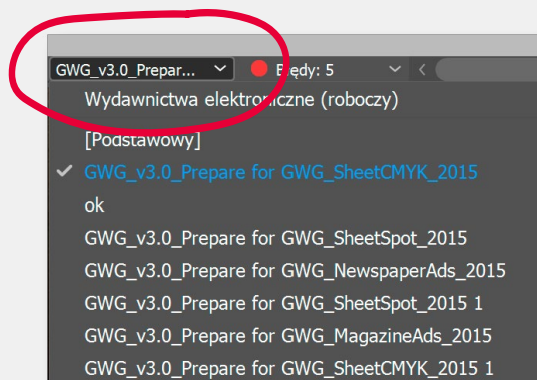 GWG_v3.0_Prepar... Błędy: 5
Wydawnictwa elektroniczne (roboczy)
[Podstawowy]
GWG_v3.0_Prepare for GWG_SheetCMYK_2015
ok
GWG_v3.0_Prepare for GWG_SheetSpot_2015
GWG_v3.0_Prepare for GWG_NewspaperAds_2015
GWG_v3.0_Prepare for GWG_SheetSpot_2015 1
GWG_v3.0_Prepare for GWG_MagazineAds_2015
GWG_v3.0_Prepare for GWG_SheetCMYK_2015 1